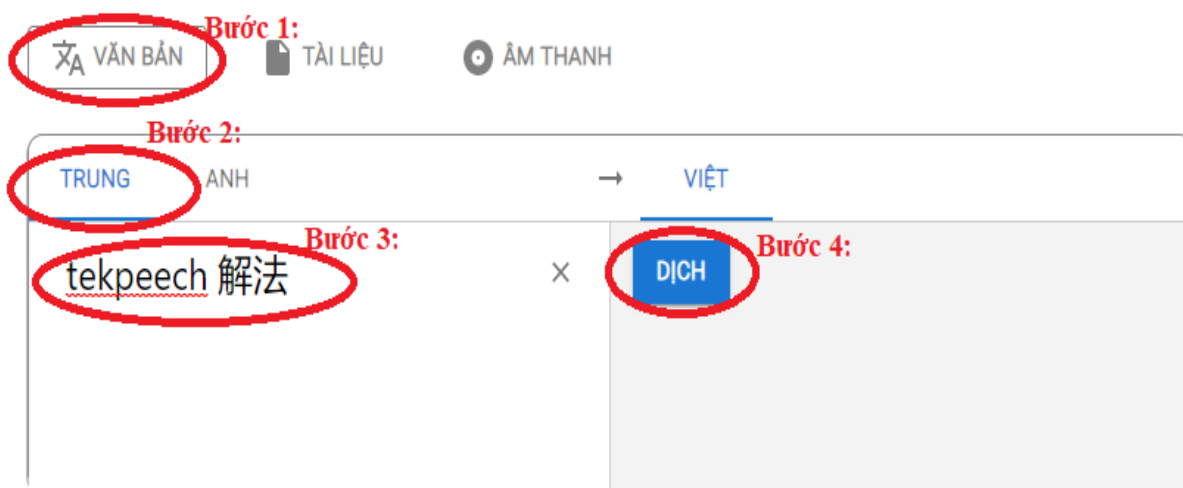 Bước 1:
VĂN BẢN TÀI LIỆU ÂM THANH
Bước 2:
TRUNG ANH → VIỆT
Bước 3:
Bước 4:
tekpeech 解法 × DỊCH